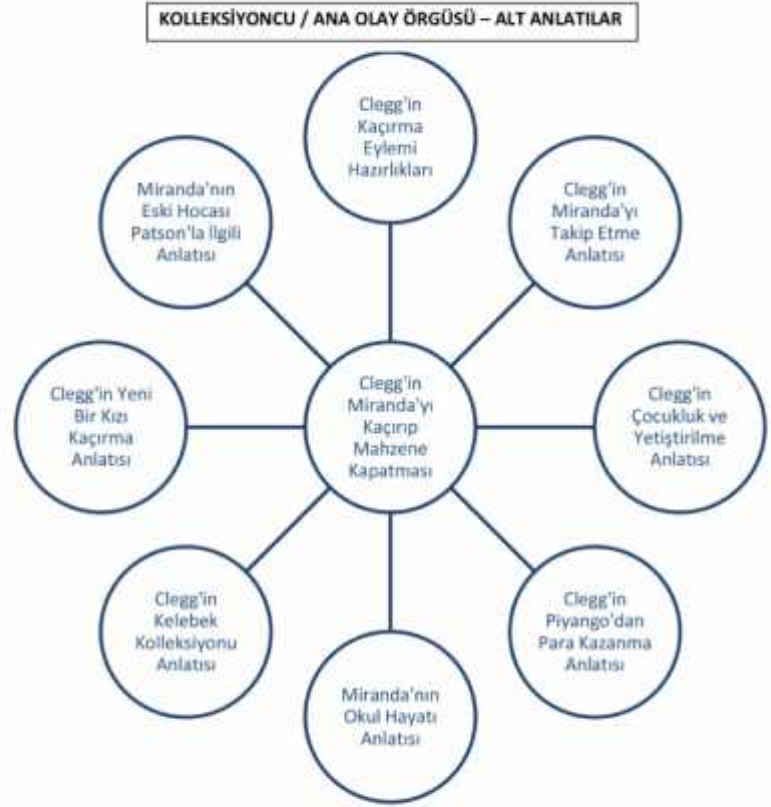 KOLLEKSİYONCU / ANA OLAY ÖRGÜSÜ – ALT ANLATILAR
Clegg'in
Kaçırma
Eylemi
Hazırlıkları
Clegg'in
Miranda'yı
Takip Etme
Anlatısı
Clegg'in
Çocukluk ve
Yetiştirilme
Anlatısı
Clegg'in
Piyango'dan
Para Kazanma
Anlatısı
Miranda'nın
Okul Hayatı
Anlatısı
Clegg'in
Kelebek
Kolleksiyonu
Anlatısı
Clegg'in Yeni
Bir Kızı
Kaçırma
Anlatısı
Miranda'nın
Eski Hocası
Patson'la İlgili
Anlatısı
Clegg'in
Miranda'yı
Kaçırıp
Mahzene
Kapatması